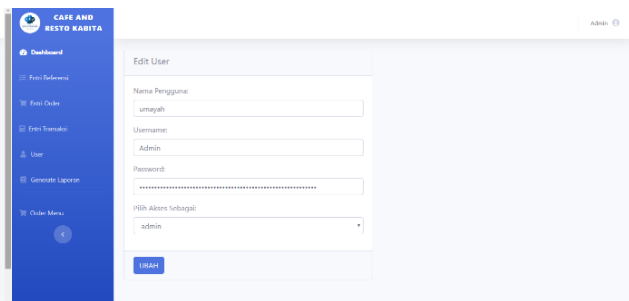 CAFE AND
RESTO KABITA
Admin
Dashboard
Entri Referensi
Entri Order
Entri Transaksi
User
Generate Laporan
Order Menu
Edit User
Nama Pengguna:
umayah
Username:
Admin
Password:
Pilih Akses Sebagai:
admin
UBAH